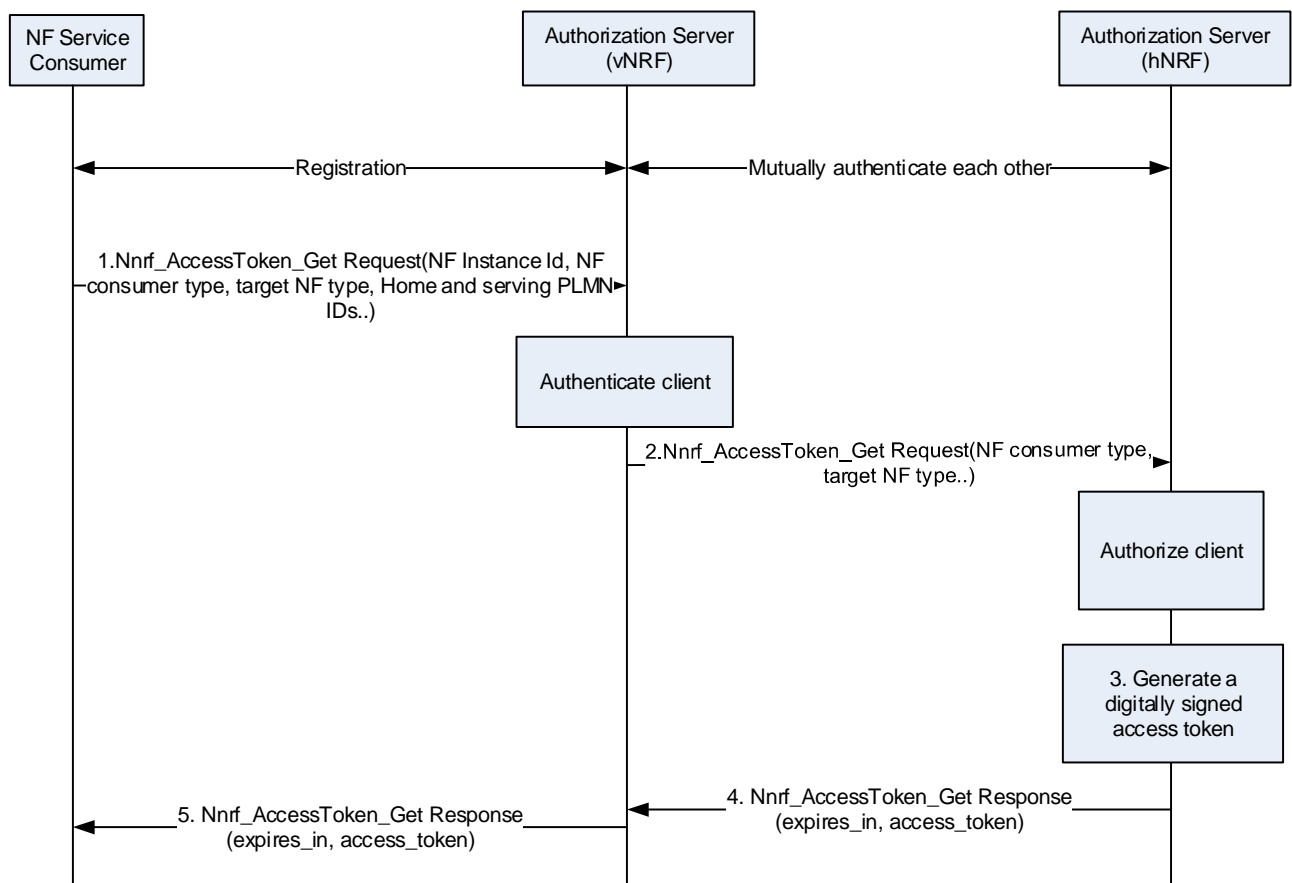 NF Service
Consumer
Authorization Server
(vNRF)
Authorization Server
(hNRF)
Registration
Mutually authenticate each other
1.Nnrf_AccessToken_Get Request(NF Instance Id, NF
consumer type, target NF type, Home and serving PLMN
IDs..)
Authenticate client
2.Nnrf_AccessToken_Get Request(NF consumer type,
target NF type..)
Authorize client
3. Generate a
digitally signed
access token
4. Nnrf_AccessToken_Get Response
(expires_in, access_token)
5. Nnrf_AccessToken_Get Response
(expires_in, access_token)